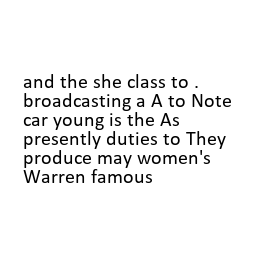 and the she class to .
broadcasting a A to Note
car young is the As
presently duties to They
produce may women's
Warren famous